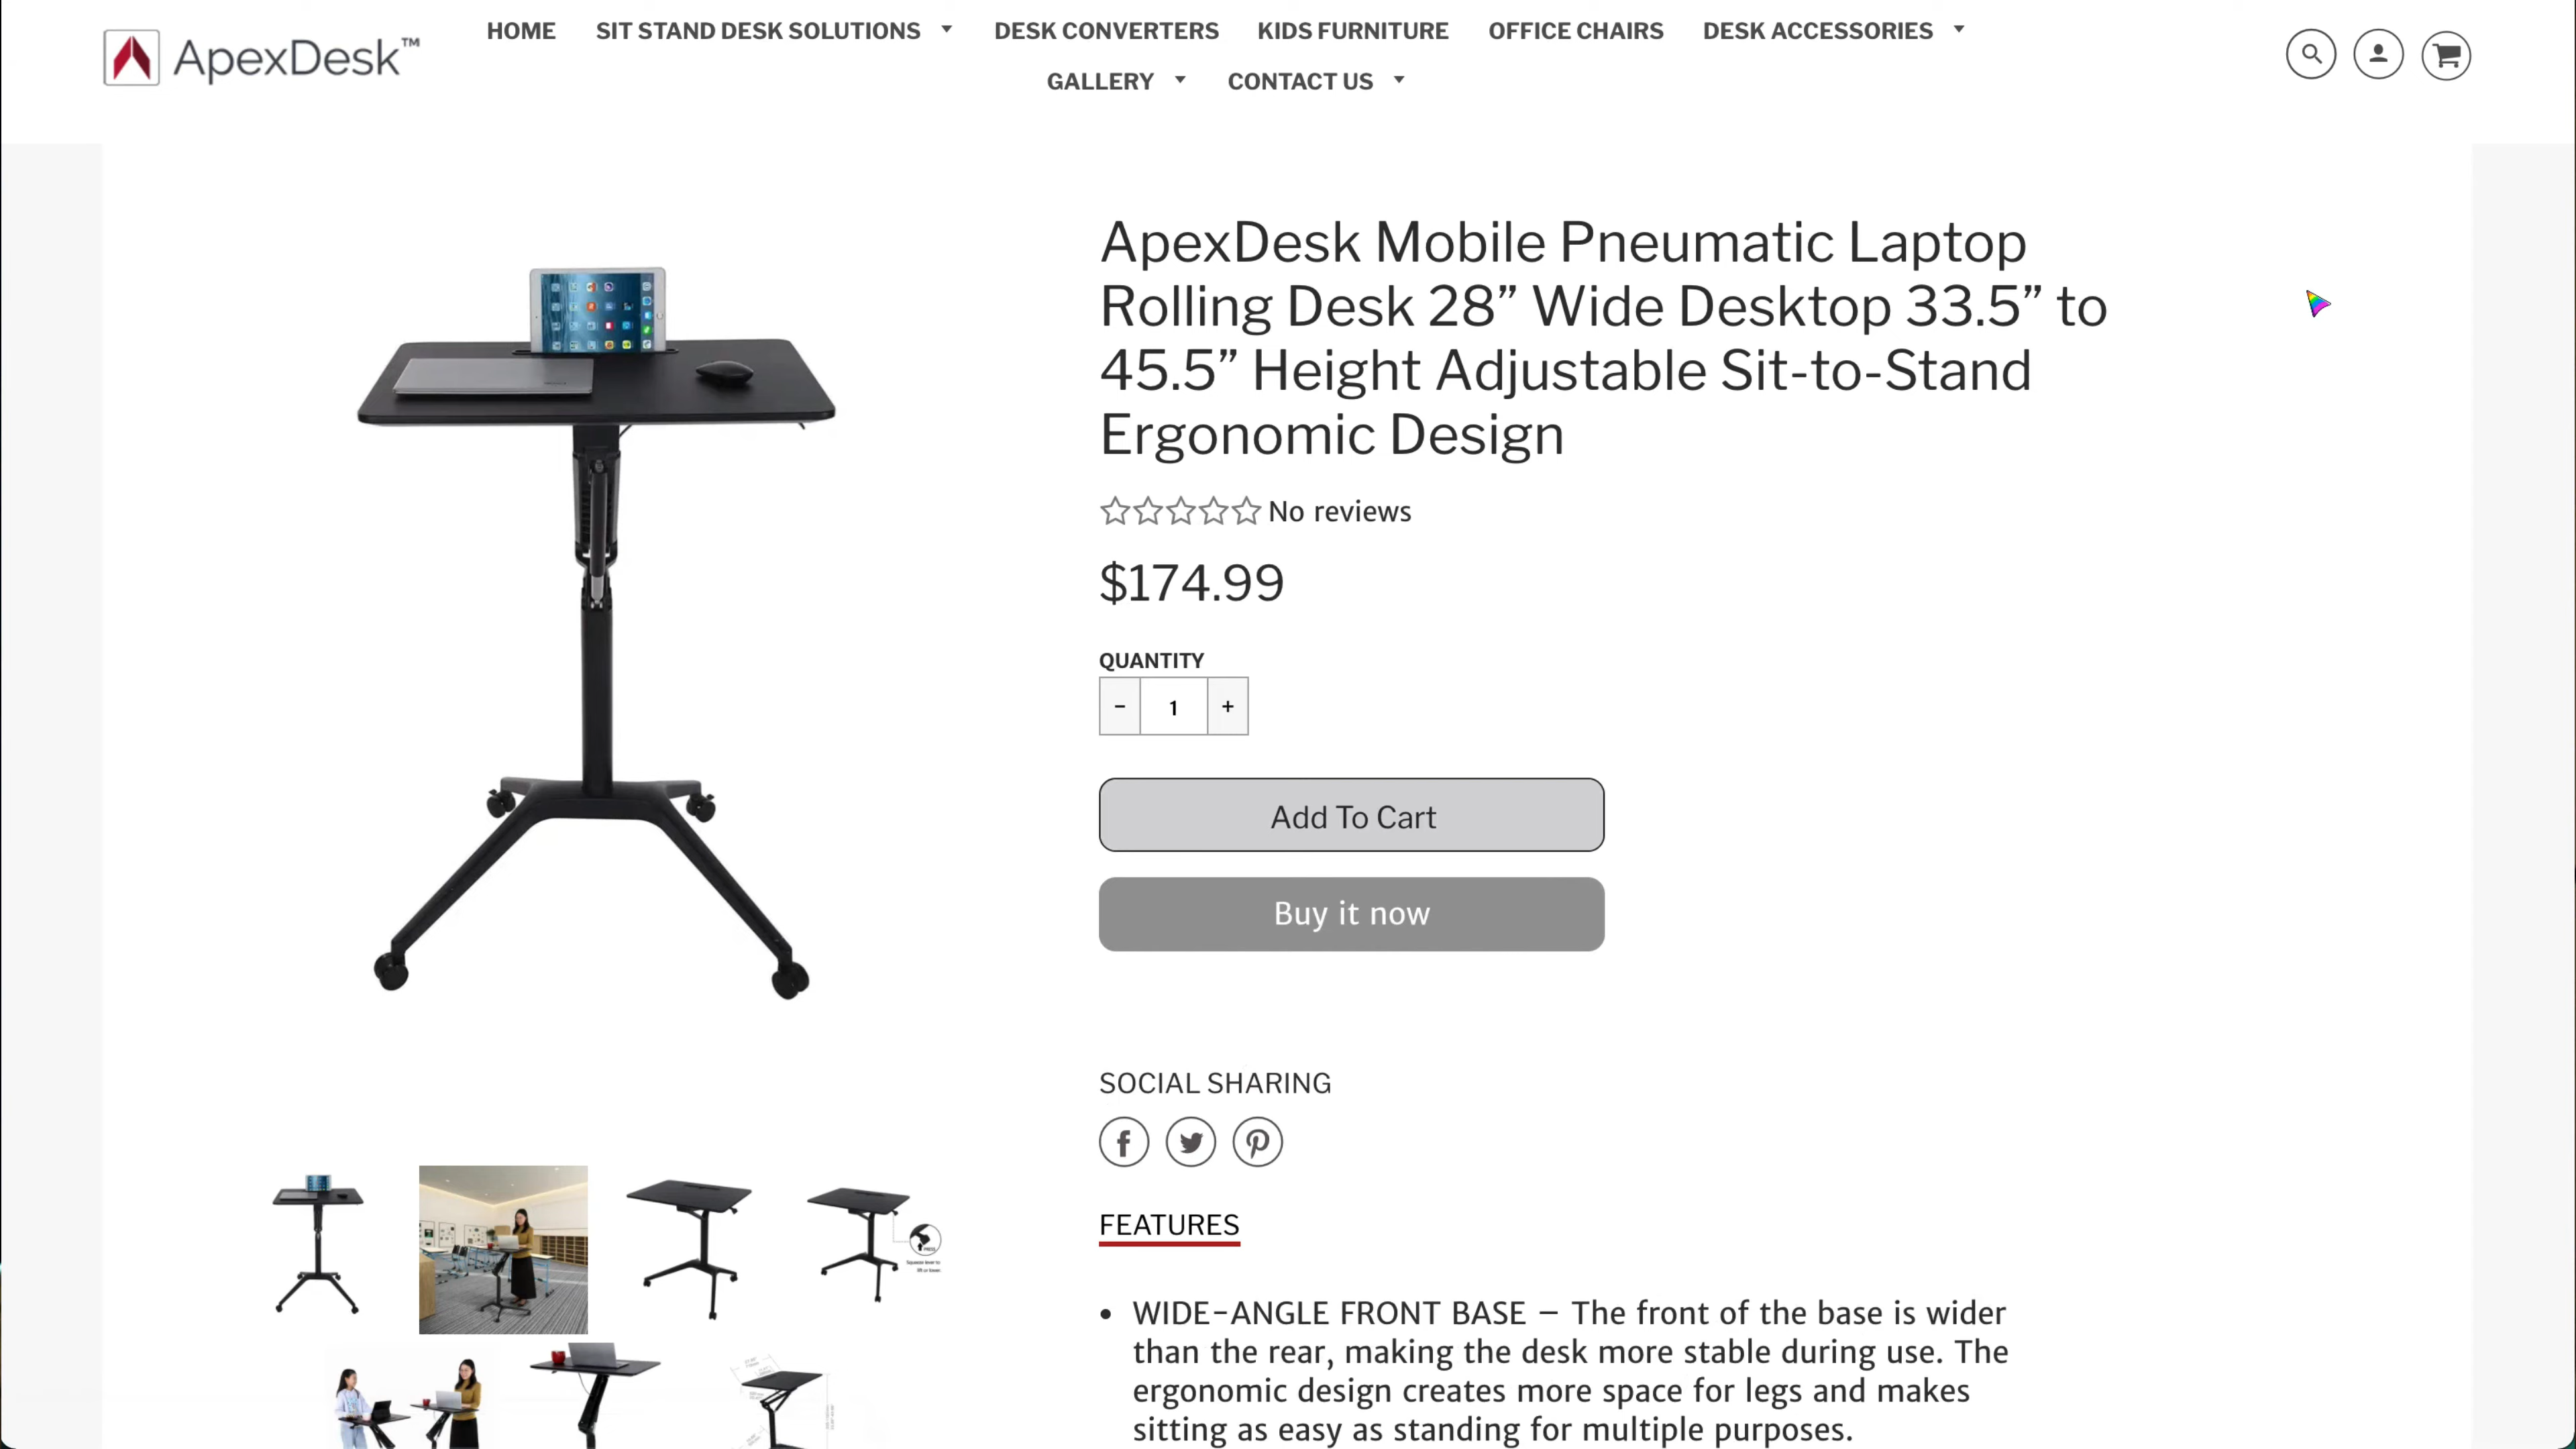 ApexDesk™
HOME SIT STAND DESK SOLUTIONS DESK CONVERTERS KIDS FURNITURE OFFICE CHAIRS DESK ACCESSORIES
GALLERY CONTACT US
ApexDesk Mobile Pneumatic Laptop
Rolling Desk 28” Wide Desktop 33.5” to
45.5” Height Adjustable Sit-to-Stand
Ergonomic Design
No reviews
$174.99
QUANTITY
− 1 +
Add To Cart
Buy it now
SOCIAL SHARING
FEATURES
• WIDE-ANGLE FRONT BASE – The front of the base is wider
than the rear, making the desk more stable during use. The
ergonomic design creates more space for legs and makes
sitting as easy as standing for multiple purposes.